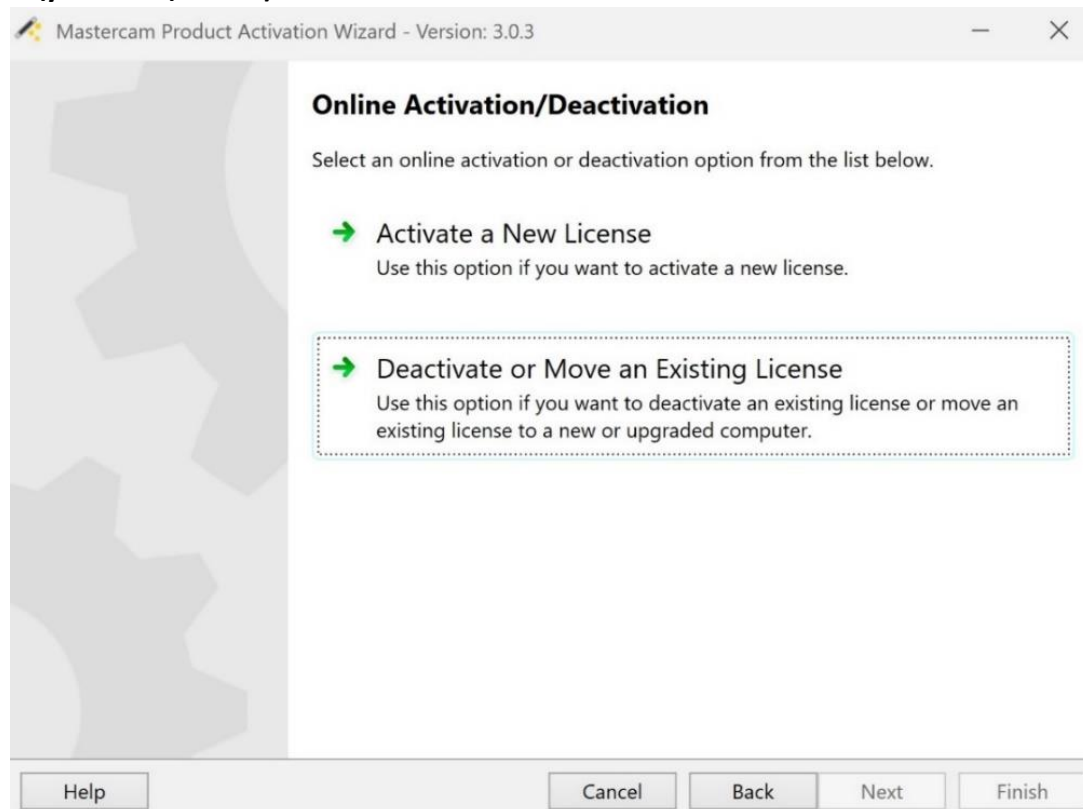 Mastercam Product Activation Wizard - Version: 3.0.3
Online Activation/Deactivation
Select an online activation or deactivation option from the list below.
Activate a New License
Use this option if you want to activate a new license.
Deactivate or Move an Existing License
Use this option if you want to deactivate an existing license or move an
existing license to a new or upgraded computer.
Help Cancel Back Next Finish